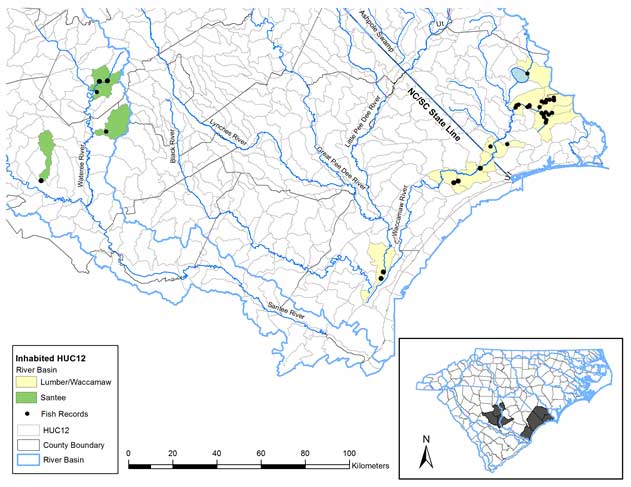 Ashpole Swamp
Ut
NC/SC State Line
Little Pee Dee River
Lynches River
Great Pee Dee River
Black River
Wateree River
Waccamaw River
Santee River
Inhabited HUC12
River Basin
Lumber/Waccamaw
Santee
Fish Records
HUC12
County Boundary
River Basin
0 20 40 60 80 100
Kilometers
N